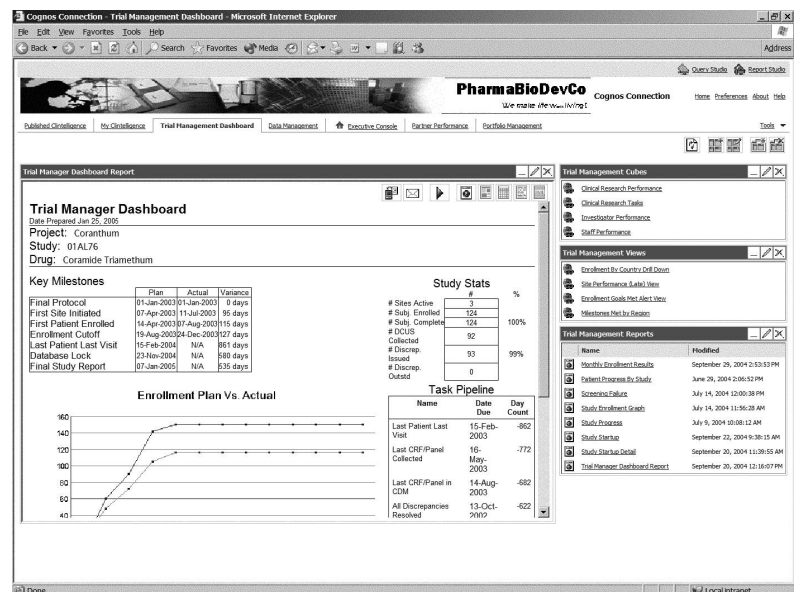 Cognos Connection - Trial Management Dashboard - Microsoft Internet Explorer
File Edit View Favorites Tools Help
Back Search Favorites Media Address
Query Studio Report Studio
PharmaBioDevCo
Cognos Connection
Home Preferences About Help
Published Clintelligence My Clintelligence Trial Management Dashboard Data Management Executive Console Partner Performance Portfolio Management Tools
Trial Manager Dashboard Report
Trial Manager Dashboard
Date Prepared Jan 25, 2005
Project: Coranthum
Study: 01AL76
Drug: Coramide Triamethum
Key Milestones
Plan Actual Variance
Final Protocol 01-Jan-2003 01-Jan-2003 0 days
First Site Initiated 07-Apr-2003 11-Jul-2003 95 days
First Patient Enrolled 14-Apr-2003 07-Aug-2003 115 days
Enrollment Cutoff 19-Aug-2003 24-Dec-2003 127 days
Last Patient Last Visit 15-Feb-2004 N/A 861 days
Database Lock 23-Nov-2004 N/A 580 days
Final Study Report 07-Jan-2005 N/A 535 days
Study Stats
# %
# Sites Active 3
# Subj. Enrolled 124
# Subj. Complete 124 100%
# DCUS
Collected 92
# Discrep.
Issued 93 99%
# Discrep.
Outstd 0
Enrollment Plan Vs. Actual
160
140
120
100
80
60
40
Task Pipeline
Name Date Due Day Count
Last Patient Last Visit 15-Feb-2003 -862
Last CRF/Panel Collected 16-May-2003 -772
Last CRF/Panel in CDM 14-Aug-2003 -682
All Discrepancies Resolved 13-Oct-2002 -622
Trial Management Cubes
Clinical Research Performance
Clinical Research Tasks
Investigator Performance
Staff Performance
Trial Management Views
Enrollment By Country Drill Down
Site Performance (Late) View
Enrollment Goals Met Alert View
Milestones Met by Region
Trial Management Reports
Name Modified
Monthly Enrollment Results September 29, 2004 2:53:53 PM
Patient Progress By Study June 29, 2004 2:06:52 PM
Screening Failure July 14, 2004 12:00:38 PM
Study Enrollment Graph July 14, 2004 11:56:28 AM
Study Progress July 9, 2004 10:08:12 AM
Study Startup September 22, 2004 9:38:15 AM
Study Startup Detail September 20, 2004 11:39:55 AM
Trial Manager Dashboard Report September 20, 2004 12:16:07 PM
Done
Local intranet